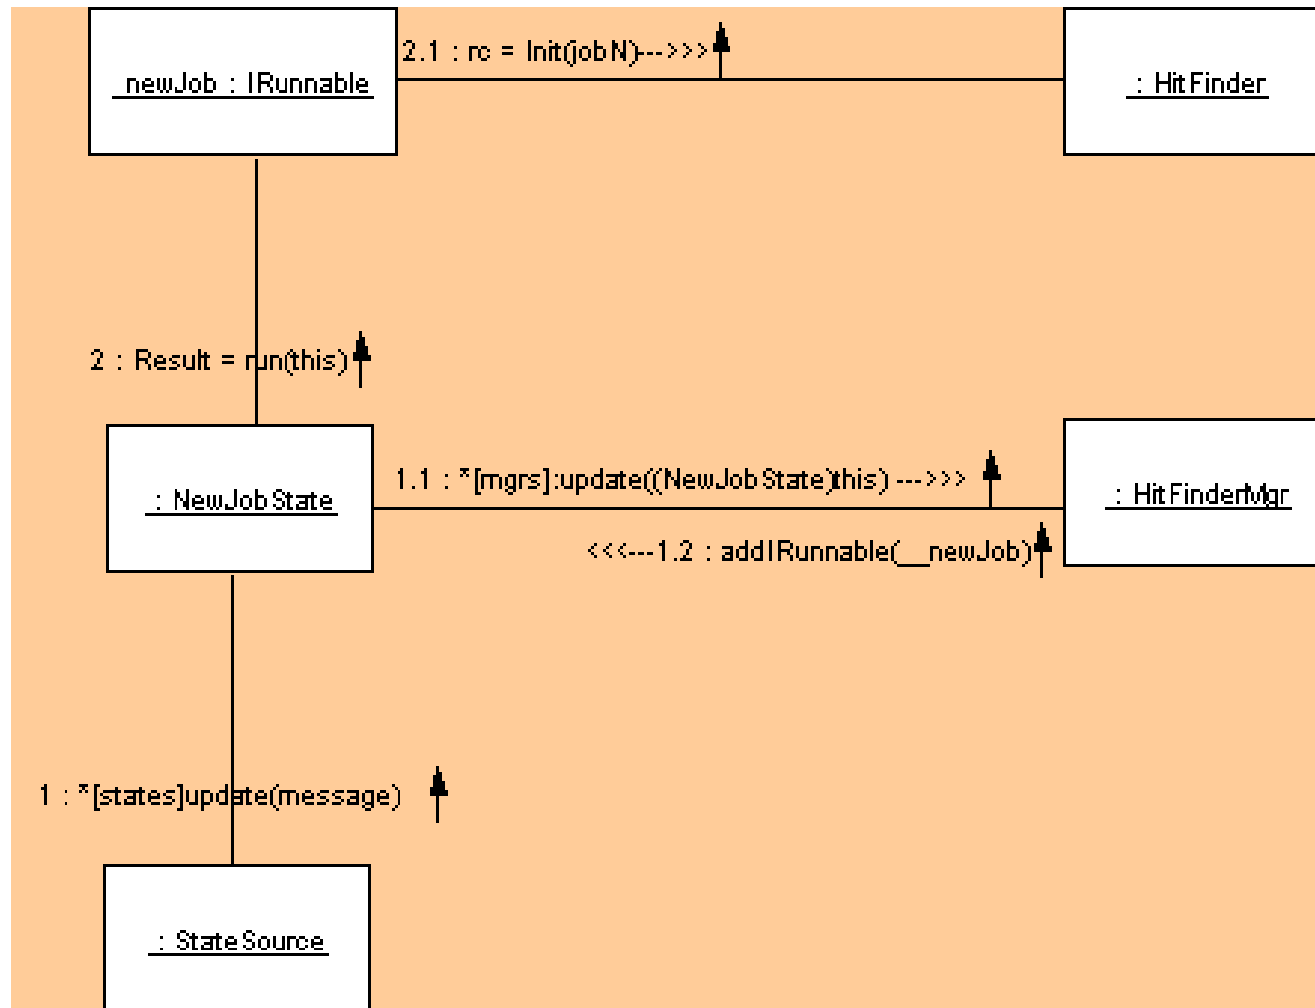 2.1 : rc = Init(jobN)--->>>
newJob : IRunnable
: HitFinder
2 : Result = run(this)
1.1 : *[mgrs]:update((NewJobState)this) --->>>
: NewJobState
: HitFinderMgr
<<<---1.2 : addIRunnable(__newJob)
1 : *[states]update(message)
: StateSource